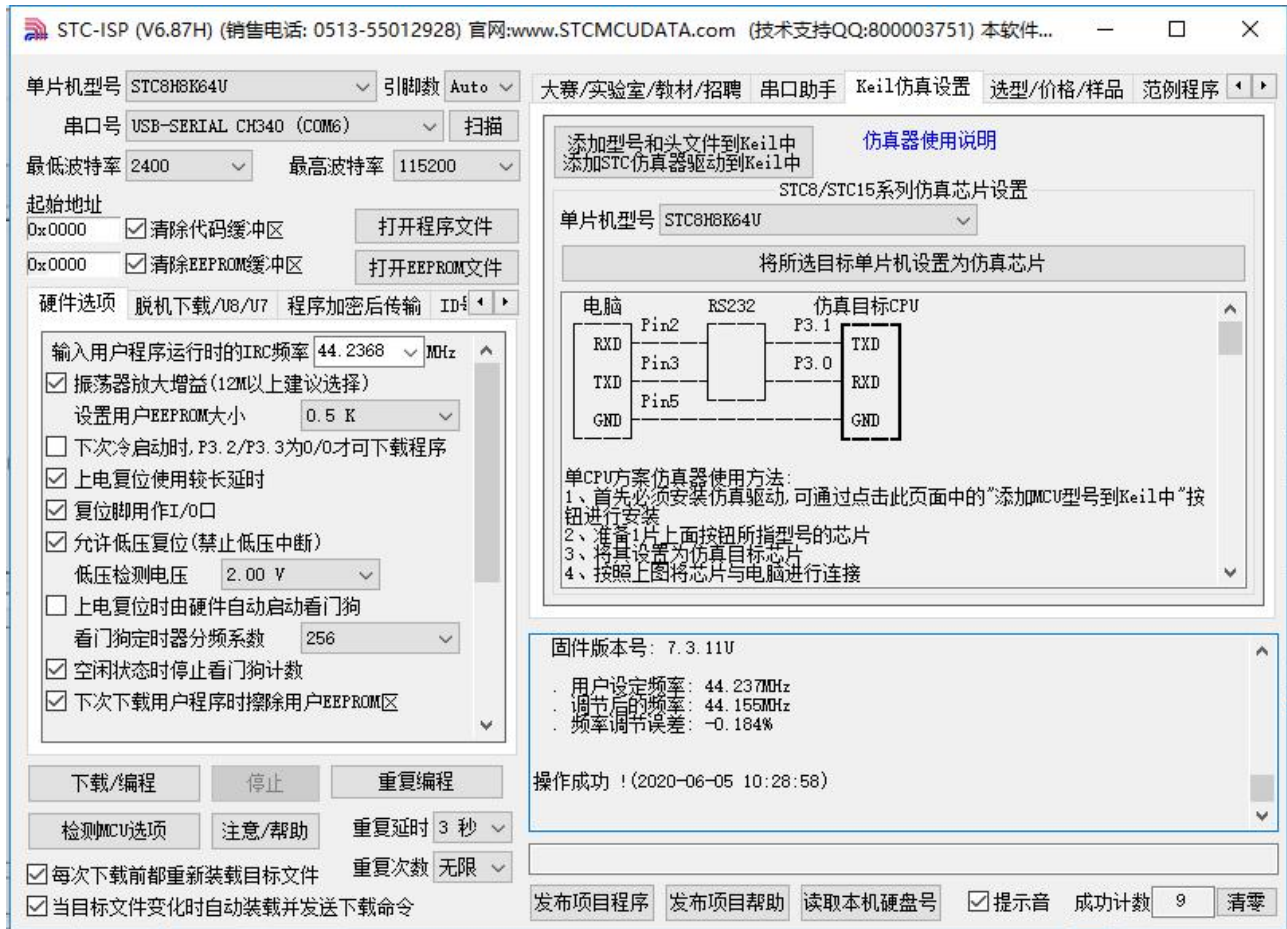 STC-ISP (V6.87H) (销售电话: 0513-55012928) 官网:www.STCMCUDATA.com (技术支持QQ:800003751) 本软件...
单片机型号 STC8H8K64U 引脚数 Auto
串口号 USB-SERIAL CH340 (COM6) 扫描
最低波特率 2400 最高波特率 115200
起始地址
0x0000 清除代码缓冲区 打开程序文件
0x0000 清除EEPROM缓冲区 打开EEPROM文件
硬件选项 脱机下载/U8/U7 程序加密后传输
输入用户程序运行时的IRC频率 44.2368 MHz
振荡器放大增益(12M以上建议选择)
设置用户EEPROM大小 0.5 K
下次冷启动时,P3.2/P3.3为0/0才可下载程序
上电复位使用较长延时
复位脚用作I/O口
允许低压复位(禁止低压中断)
低压检测电压 2.00 V
上电复位时由硬件自动启动看门狗
看门狗定时器分频系数 256
空闲状态时停止看门狗计数
下次下载用户程序时擦除用户EEPROM区
下载/编程 停止 重复编程
检测MCU选项 注意/帮助 重复延时 3 秒
重复次数 无限
每次下载前都重新装载目标文件
当目标文件变化时自动装载并发送下载命令
大赛/实验室/教材/招聘 串口助手 Keil仿真设置 选型/价格/样品 范例程序
添加型号和头文件到Keil中
添加STC仿真器驱动到Keil中
仿真器使用说明
STC8/STC15系列仿真芯片设置
单片机型号 STC8H8K64U
将所选目标单片机设置为仿真芯片
电脑 RS232 仿真目标CPU
Pin2 P3.1
RXD TXD
Pin3 P3.0
TXD RXD
Pin5
GND GND
单CPU方案仿真器使用方法:
1、首先必须安装仿真驱动,可通过点击此页面中的"添加MCU型号到Keil中"按
钮进行安装
2、准备1片上面按钮所指型号的芯片
3、将其设置为仿真目标芯片
4、按照上图将芯片与电脑进行连接
固件版本号: 7.3.11U
. 用户设定频率: 44.237MHz
. 调节后的频率: 44.155MHz
. 频率调节误差: -0.184%
操作成功 !(2020-06-05 10:28:58)
发布项目程序 发布项目帮助 读取本机硬盘号 提示音 成功计数 9 清零